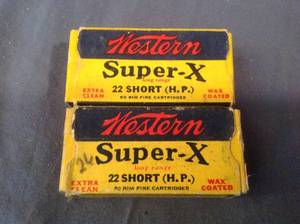 Western
Super-X
long range
EXTRA CLEAN
22 SHORT (H.P.)
WAX COATED
50 RIM FIRE CARTRIDGES
Western
24
Super-X
long range
EXTRA CLEAN
22 SHORT (H.P.)
WAX COATED
50 RIM FIRE CARTRIDGES